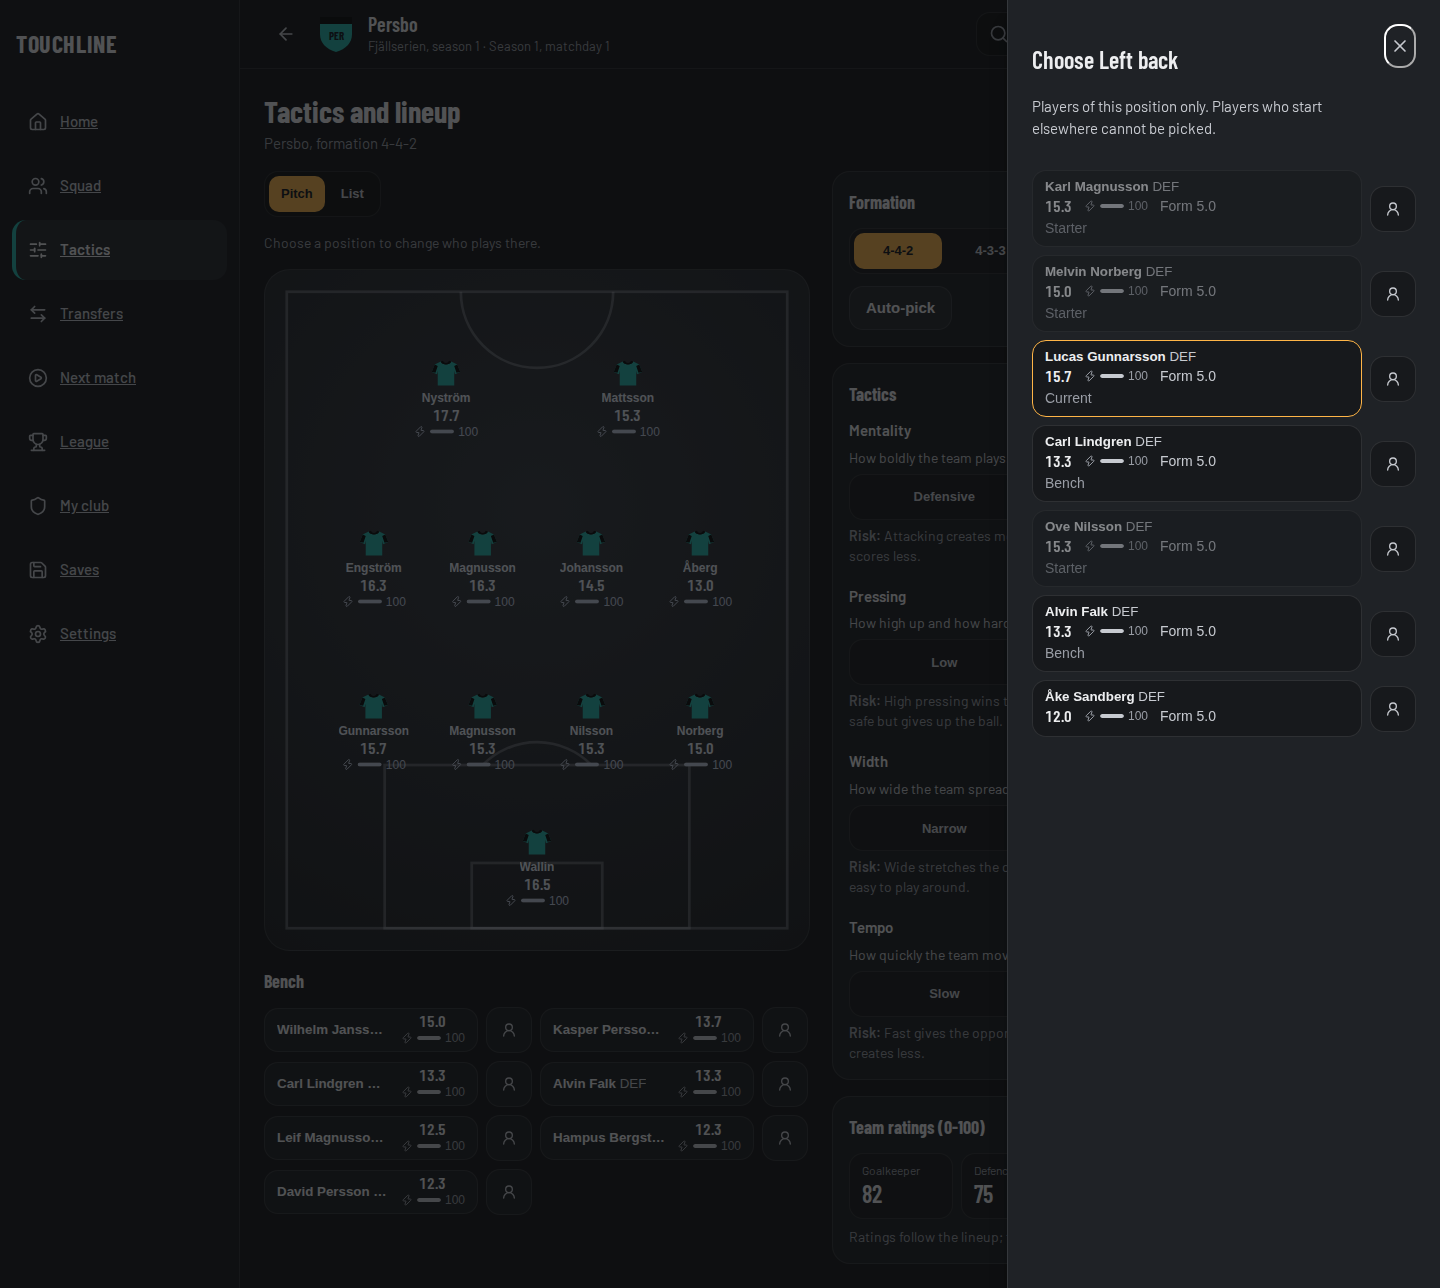 TOUCHLINE
Home
Squad
Tactics
Transfers
Next match
League
My club
Saves
Settings
PER
Persbo
Fjällserien, season 1 · Season 1, matchday 1
Tactics and lineup
Persbo, formation 4-4-2
Pitch List
Choose a position to change who plays there.
Nyström Mattsson
17.7 15.3
100 100
Engström Magnusson Johansson Åberg
16.3 16.3 14.5 13.0
100 100 100 100
Gunnarsson Magnusson Nilsson Norberg
15.7 15.3 15.3 15.0
100 100 100 100
Wallin
16.5
100
Bench
Wilhelm Janss… 15.0 100
Kasper Persso… 13.7 100
Carl Lindgren … 13.3 100
Alvin Falk DEF 13.3 100
Leif Magnusso… 12.5 100
Hampus Bergst… 12.3 100
David Persson … 12.3 100
Formation
4-4-2 4-3-3
Auto-pick
Tactics
Mentality
How boldly the team plays
Defensive
Risk: Attacking creates
scores less.
Pressing
How high up and how hard
Low
Risk: High pressing wins
safe but gives up the ball.
Width
How wide the team
Narrow
Risk: Wide stretches the
easy to play around.
Tempo
How quickly the team
Slow
Risk: Fast gives the
creates less.
Team ratings (0-100)
Goalkeeper
82 75
Ratings follow the lineup;
Choose Left back
Players of this position only. Players who start
elsewhere cannot be picked.
Karl Magnusson DEF
15.3 100 Form 5.0
Starter
Melvin Norberg DEF
15.0 100 Form 5.0
Starter
Lucas Gunnarsson DEF
15.7 100 Form 5.0
Current
Carl Lindgren DEF
13.3 100 Form 5.0
Bench
Ove Nilsson DEF
15.3 100 Form 5.0
Starter
Alvin Falk DEF
13.3 100 Form 5.0
Bench
Åke Sandberg DEF
12.0 100 Form 5.0